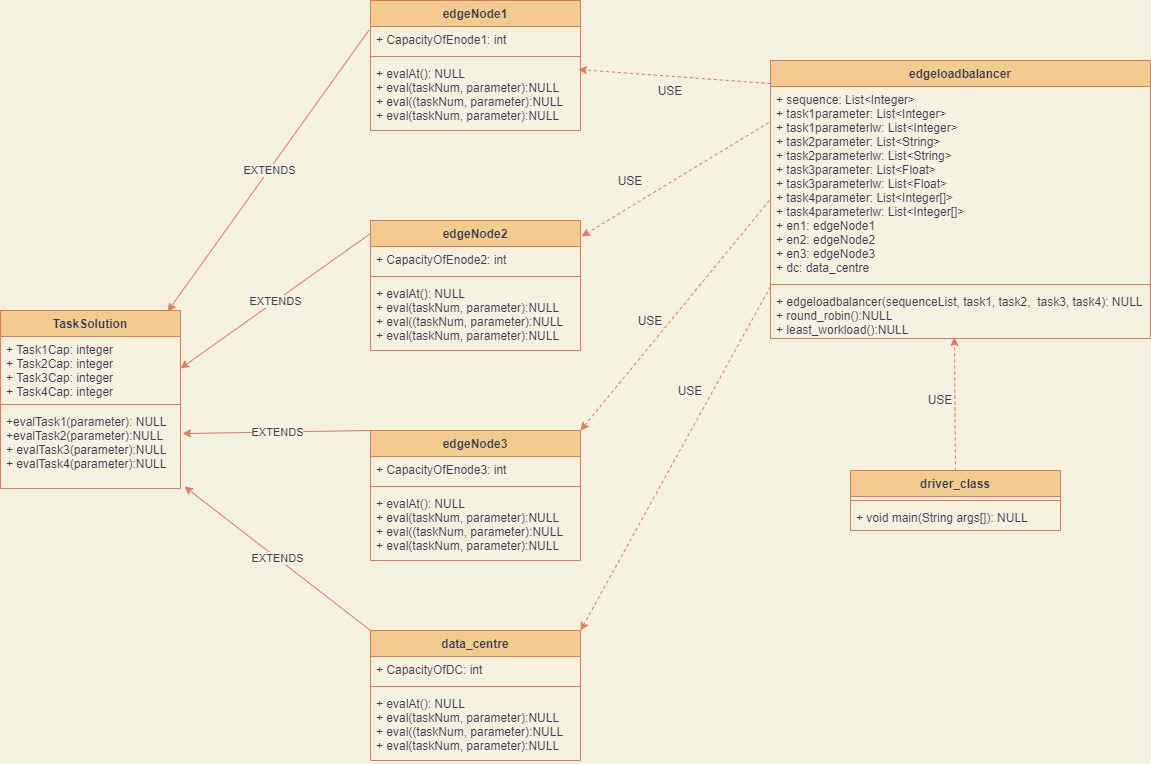 edgeNode1
+ CapacityOfEnode1: int
+ evalAt(): NULL
+ eval(taskNum, parameter):NULL
+ eval((taskNum, parameter):NULL
+ eval(taskNum, parameter):NULL
edgeloadbalancer
+ sequence: List<Integer>
+ task1parameter: List<Integer>
+ task1parameterlw: List<Integer>
+ task2parameter: List<String>
+ task2parameterlw: List<String>
+ task3parameter: List<Float>
+ task3parameterlw: List<Float>
+ task4parameter: List<Integer[]>
+ task4parameterlw: List<Integer[]>
+ en1: edgeNode1
+ en2: edgeNode2
+ en3: edgeNode3
+ dc: data_centre
+ edgeloadbalancer(sequenceList, task1, task2,  task3, task4): NULL
+ round_robin():NULL
+ least_workload():NULL
USE
USE
USE
USE
USE
EXTENDS
EXTENDS
EXTENDS
EXTENDS
edgeNode2
+ CapacityOfEnode2: int
+ evalAt(): NULL
+ eval(taskNum, parameter):NULL
+ eval((taskNum, parameter):NULL
+ eval(taskNum, parameter):NULL
TaskSolution
+ Task1Cap: integer
+ Task2Cap: integer
+ Task3Cap: integer
+ Task4Cap: integer
+evalTask1(parameter): NULL
+evalTask2(parameter):NULL
+ evalTask3(parameter):NULL
+ evalTask4(parameter):NULL
edgeNode3
+ CapacityOfEnode3: int
+ evalAt(): NULL
+ eval(taskNum, parameter):NULL
+ eval((taskNum, parameter):NULL
+ eval(taskNum, parameter):NULL
driver_class
+ void main(String args[]): NULL
data_centre
+ CapacityOfDC: int
+ evalAt(): NULL
+ eval(taskNum, parameter):NULL
+ eval((taskNum, parameter):NULL
+ eval(taskNum, parameter):NULL